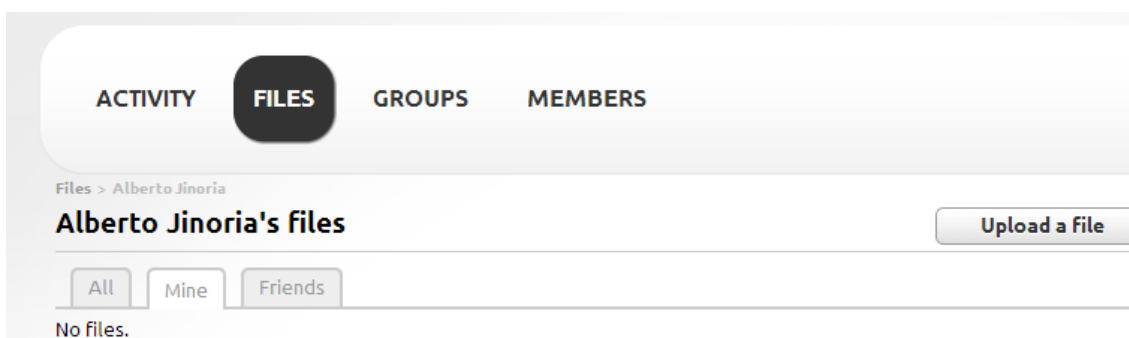 ACTIVITY FILES GROUPS MEMBERS
Files > Alberto Jinoria
Alberto Jinoria's files
Upload a file
All Mine Friends
No files.